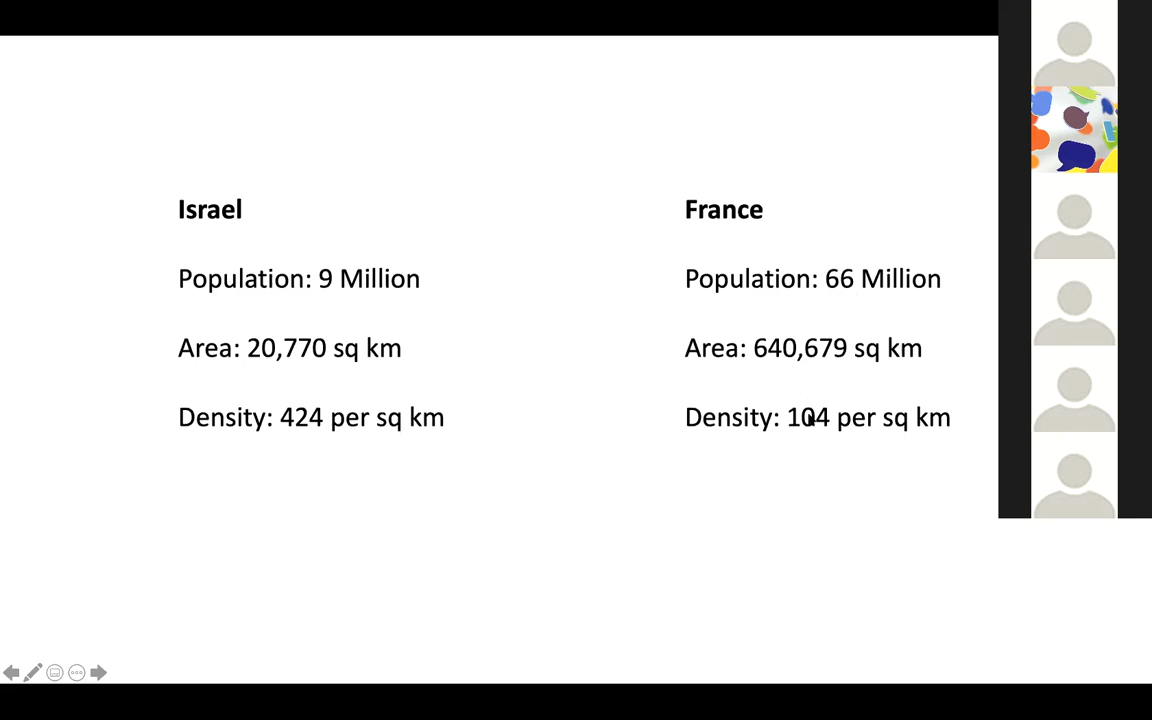 Israel
Population: 9 Million
Area: 20,770 sq km
Density: 424 per sq km
France
Population: 66 Million
Area: 640,679 sq km
Density: 104 per sq km